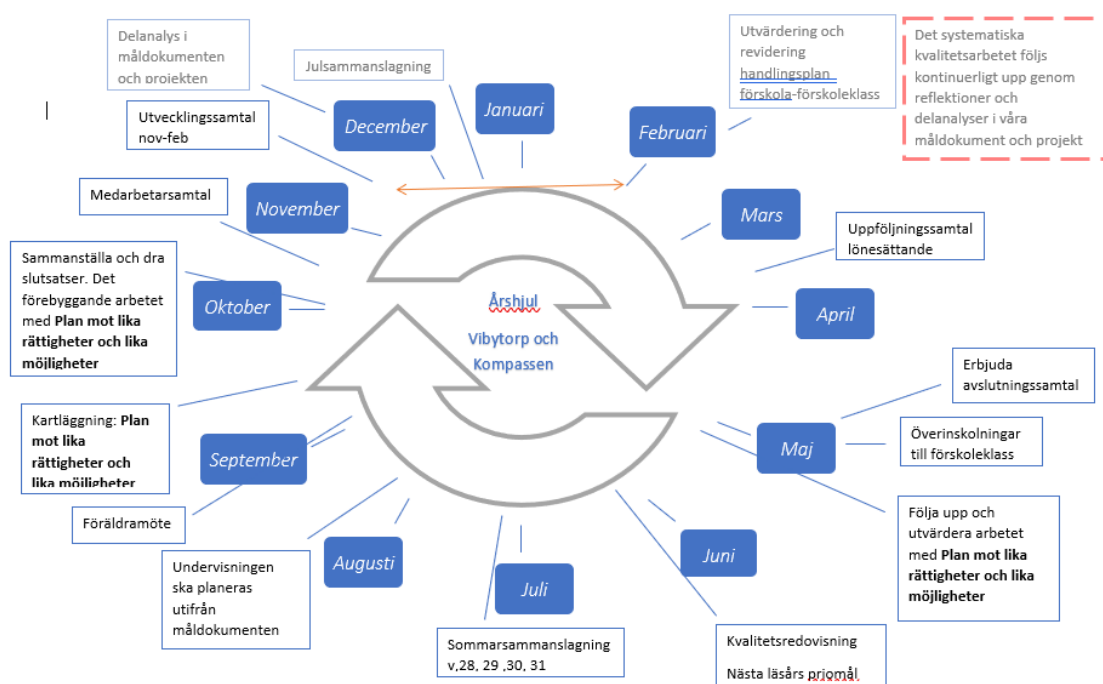 Delanalys i
måldokumenten
och projekten
Julsammanslagning
Januari
December
Februari
Utvärdering och
revidering
handlingsplan
förskola-förskoleklass
Det systematiska
kvalitetsarbetet följs
kontinuerligt upp genom
reflektioner och
delanalyser i våra
måldokument och projekt
Utvecklingssamtal
nov-feb
Medarbetarsamtal
November
Mars
Uppföljningssamtal
lönesättande
Sammanställa och dra
slutsatser. Det
förebyggande arbetet
med Plan mot lika
rättigheter och lika
möjligheter
Oktober
Årshjul
Vibytorp och
Kompassen
April
Erbjuda
avslutningssamtal
Kartläggning: Plan
mot lika
rättigheter och
lika möjligheter
September
Maj
Överinskolningar
till förskoleklass
Föräldramöte
Följa upp och
utvärdera arbetet
med Plan mot lika
rättigheter och lika
möjligheter
Undervisningen
ska planeras
utifrån
måldokumenten
Augusti
Juli
Juni
Sommarsammanslagning
v,28, 29 ,30, 31
Kvalitetsredovisning
Nästa läsårs priomål